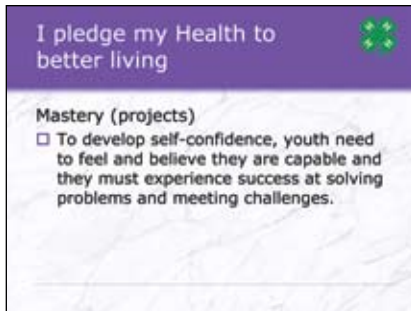 I pledge my Health to
better living
Mastery (projects)
To develop self-confidence, youth need
to feel and believe they are capable and
they must experience success at solving
problems and meeting challenges.